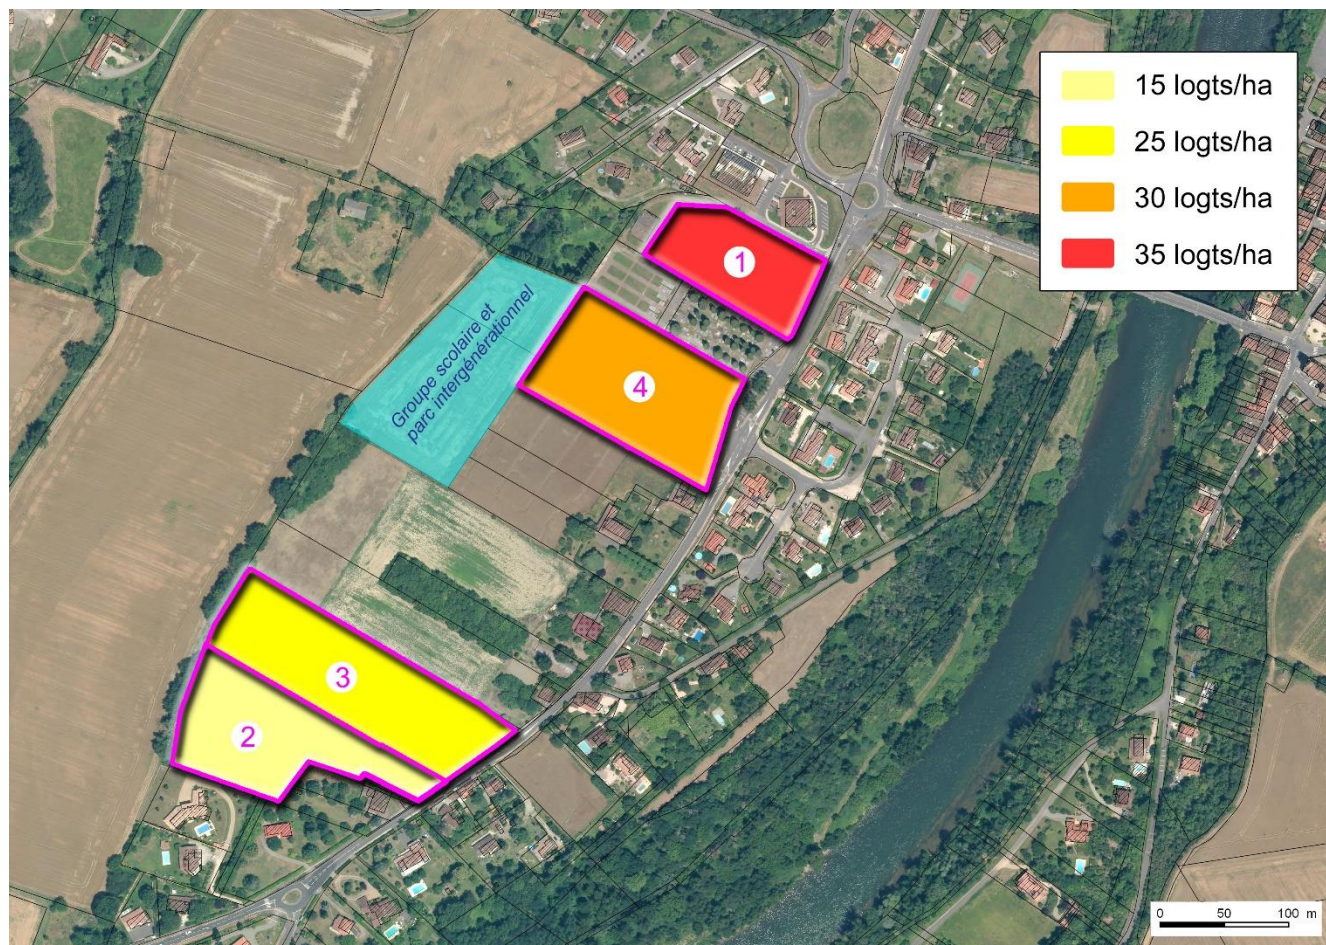 15 logts/ha
25 logts/ha
30 logts/ha
35 logts/ha
1
Groupe scolaire et
parc intergénérationnel
4
3
2
0 50 100 m